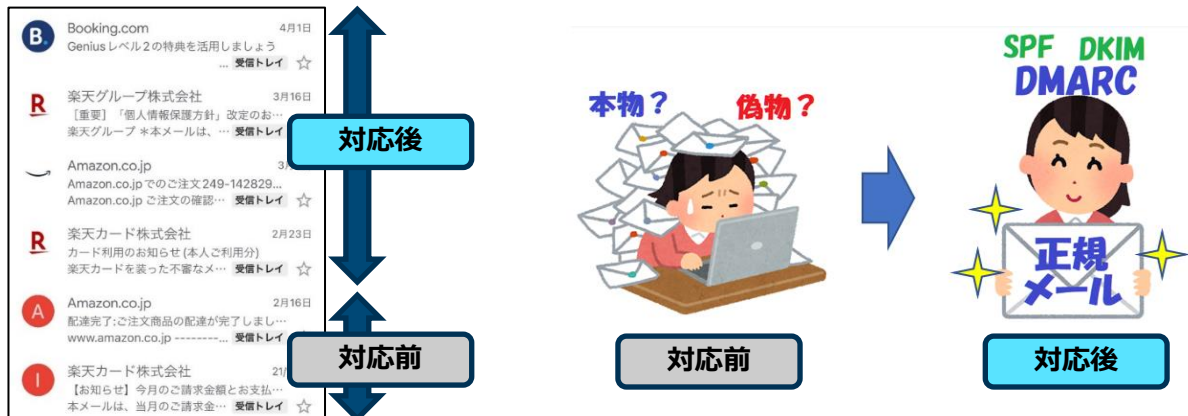 B.
Booking.com
4月1日
Geniusレベル2の特典を活用しましょう
... 受信トレイ
R
楽天グループ株式会社
3月16日
［重要］「個人情報保護方針」改定のお…
楽天グループ ＊本メールは、… 受信トレイ
Amazon.co.jp
3月
Amazon.co.jpでのご注文249-142829...
Amazon.co.jp ご注文の確認… 受信トレイ
R
楽天カード株式会社
2月23日
カード利用のお知らせ(本人ご利用分)
楽天カードを装った不審なメ… 受信トレイ
A
Amazon.co.jp
2月16日
配達完了:ご注文商品の配達が完了しまし…
www.amazon.co.jp --------... 受信トレイ
I
楽天カード株式会社
21/
【お知らせ】今月のご請求金額とお支払…
本メールは、当月のご請求金… 受信トレイ
対応後
対応前
本物？ 偽物？
対応前
SPF DKIM
DMARC
正規
メール
対応後